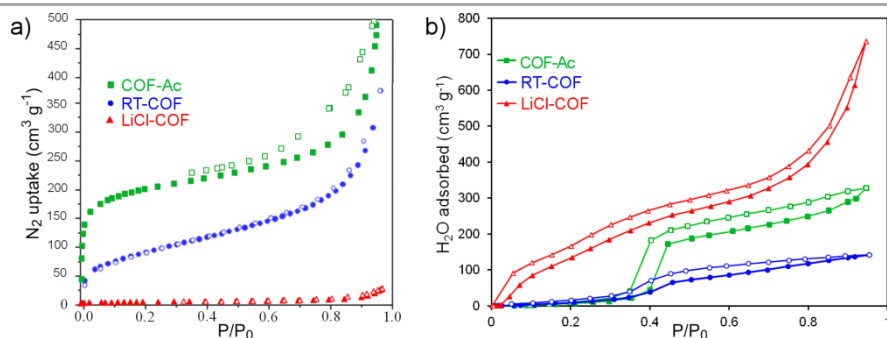 a)
N₂ uptake (cm³ g⁻¹)
500
450
400
350
300
250
200
150
100
50
0
COF-Ac
RT-COF
LiCl-COF
0.0
0.2
0.4
0.6
0.8
1.0
P/P₀
b)
H₂O adsorbed (cm³ g⁻¹)
800
700
600
500
400
300
200
100
0
COF-Ac
RT-COF
LiCl-COF
0
0.2
0.4
0.6
0.8
1
P/P₀